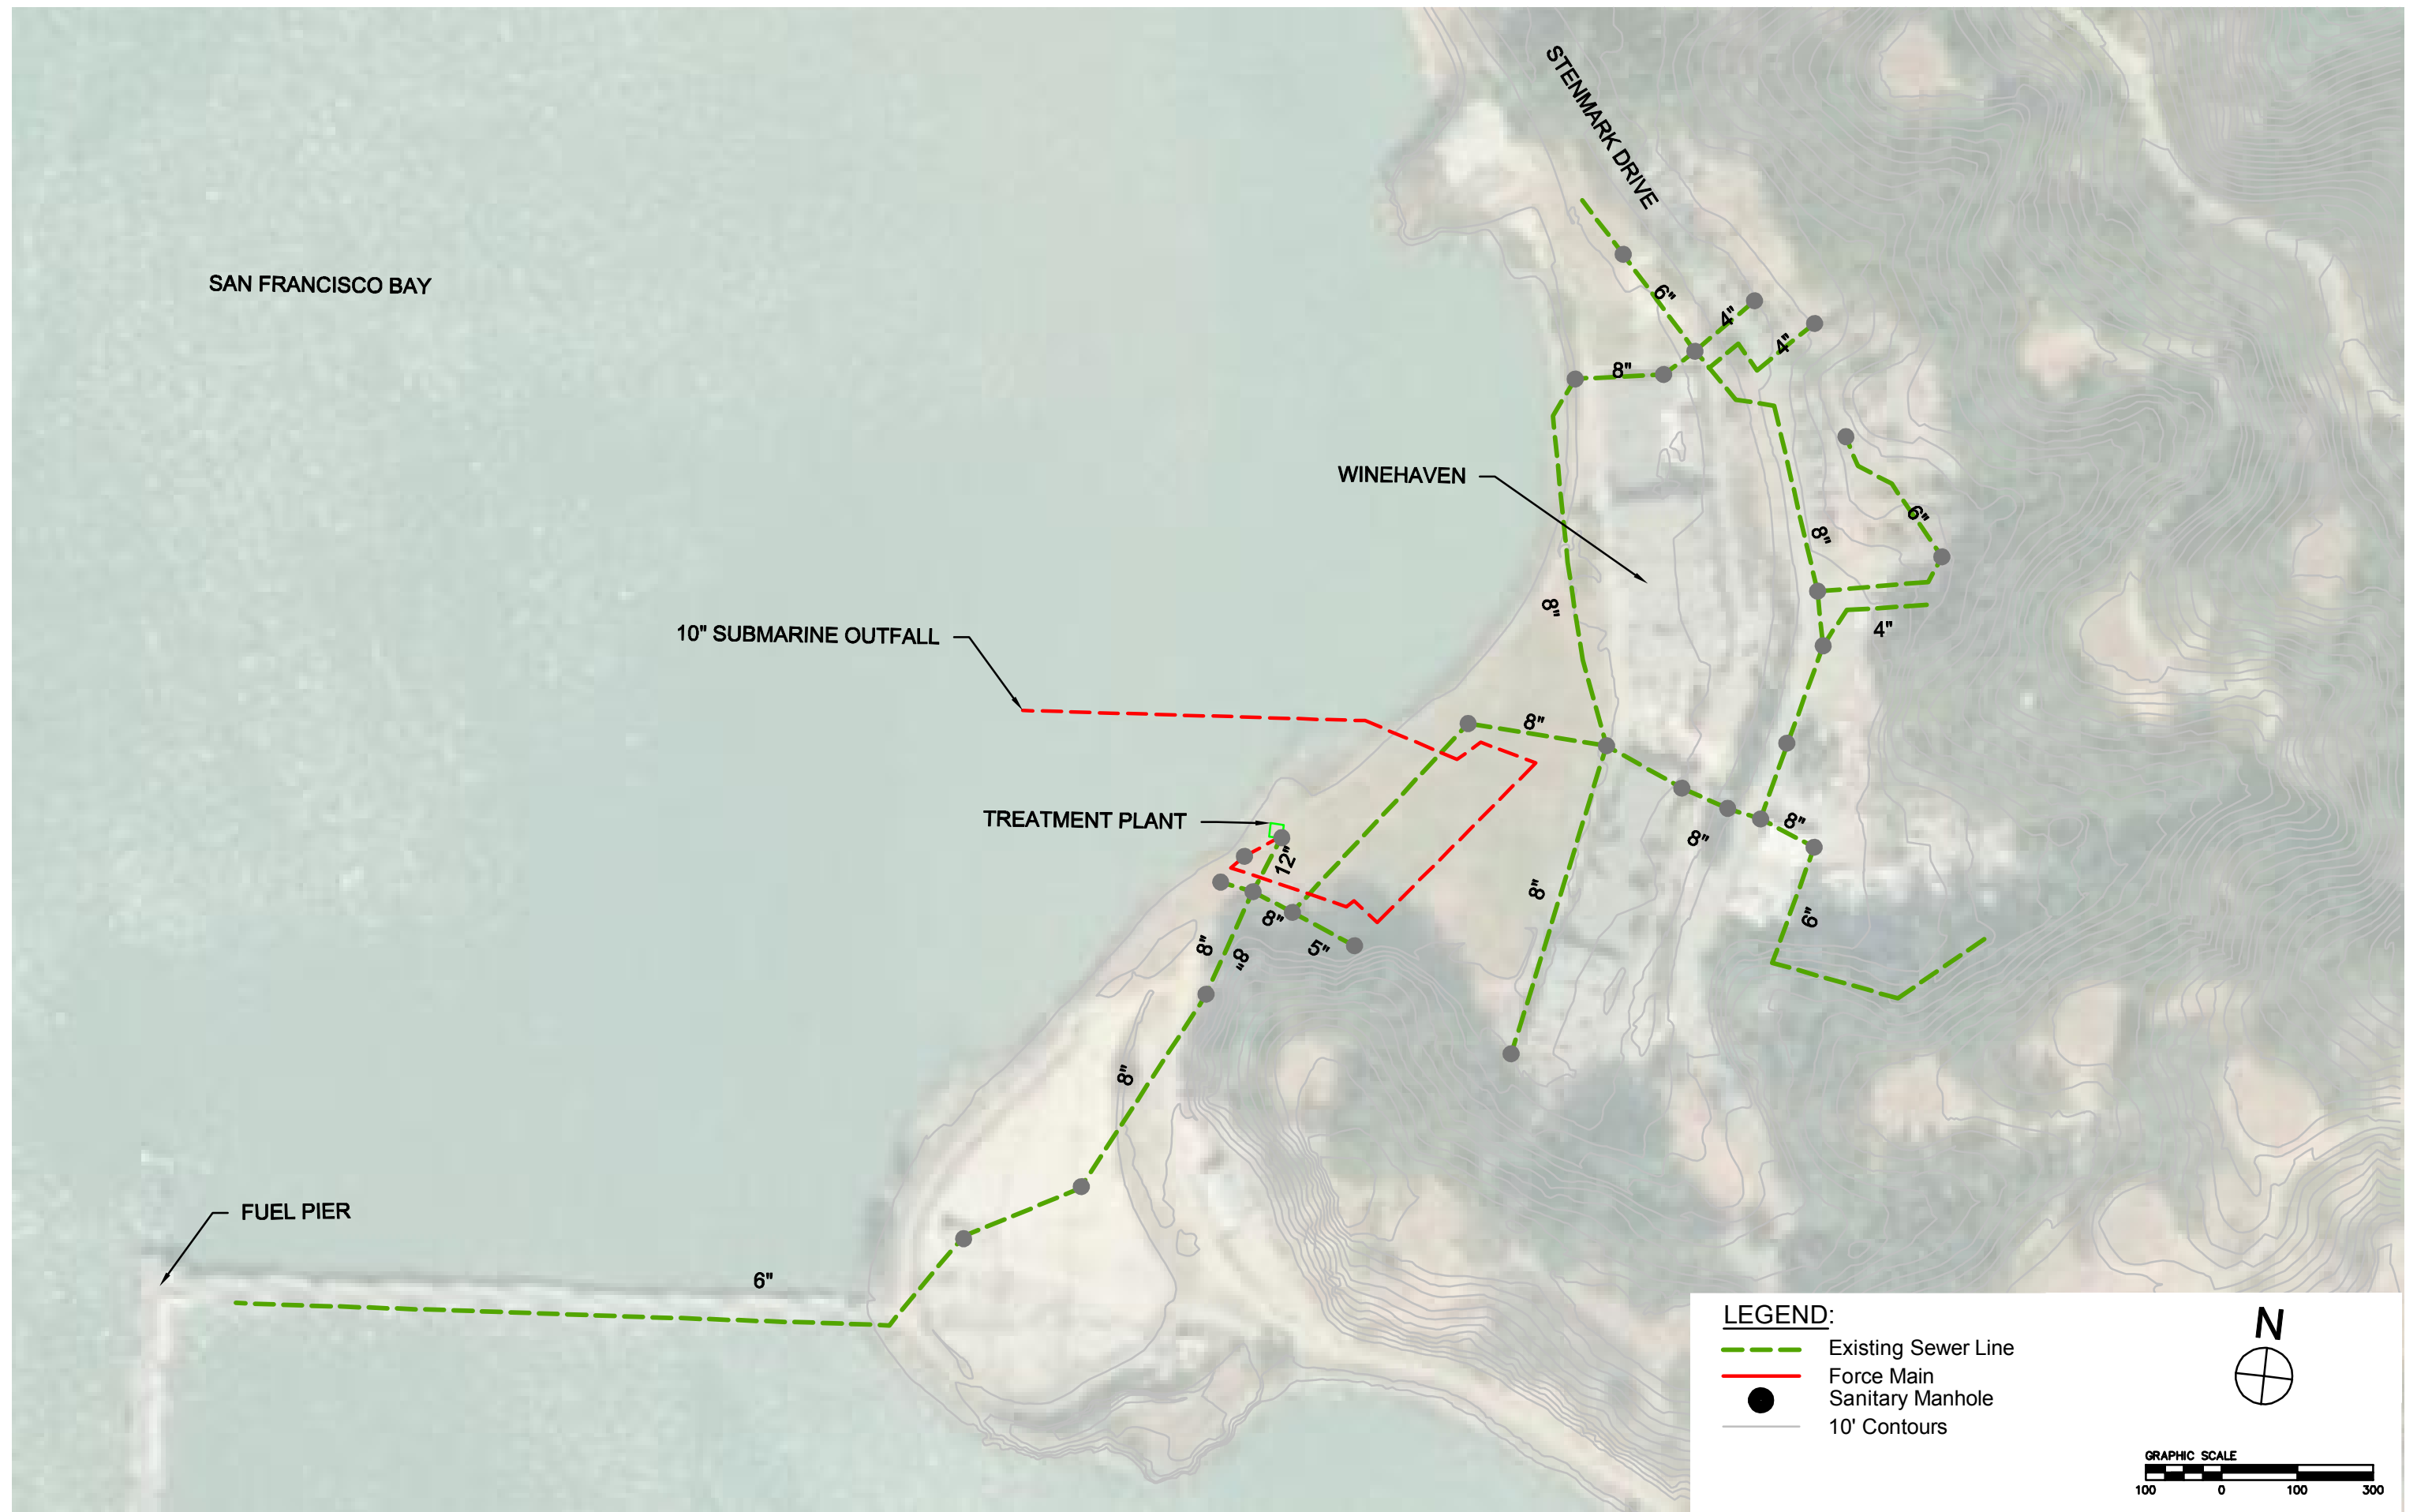 STENMARK DRIVE
SAN FRANCISCO BAY
6"
4"
4"
8"
WINEHAVEN
6"
8"
8"
4"
10" SUBMARINE OUTFALL
8"
TREATMENT PLANT
8"
8"
12"
8"
6"
8"
5"
8"
8"
8"
FUEL PIER
6"
LEGEND:
Existing Sewer Line
Force Main
Sanitary Manhole
10' Contours
N
GRAPHIC SCALE
100 0 100 300